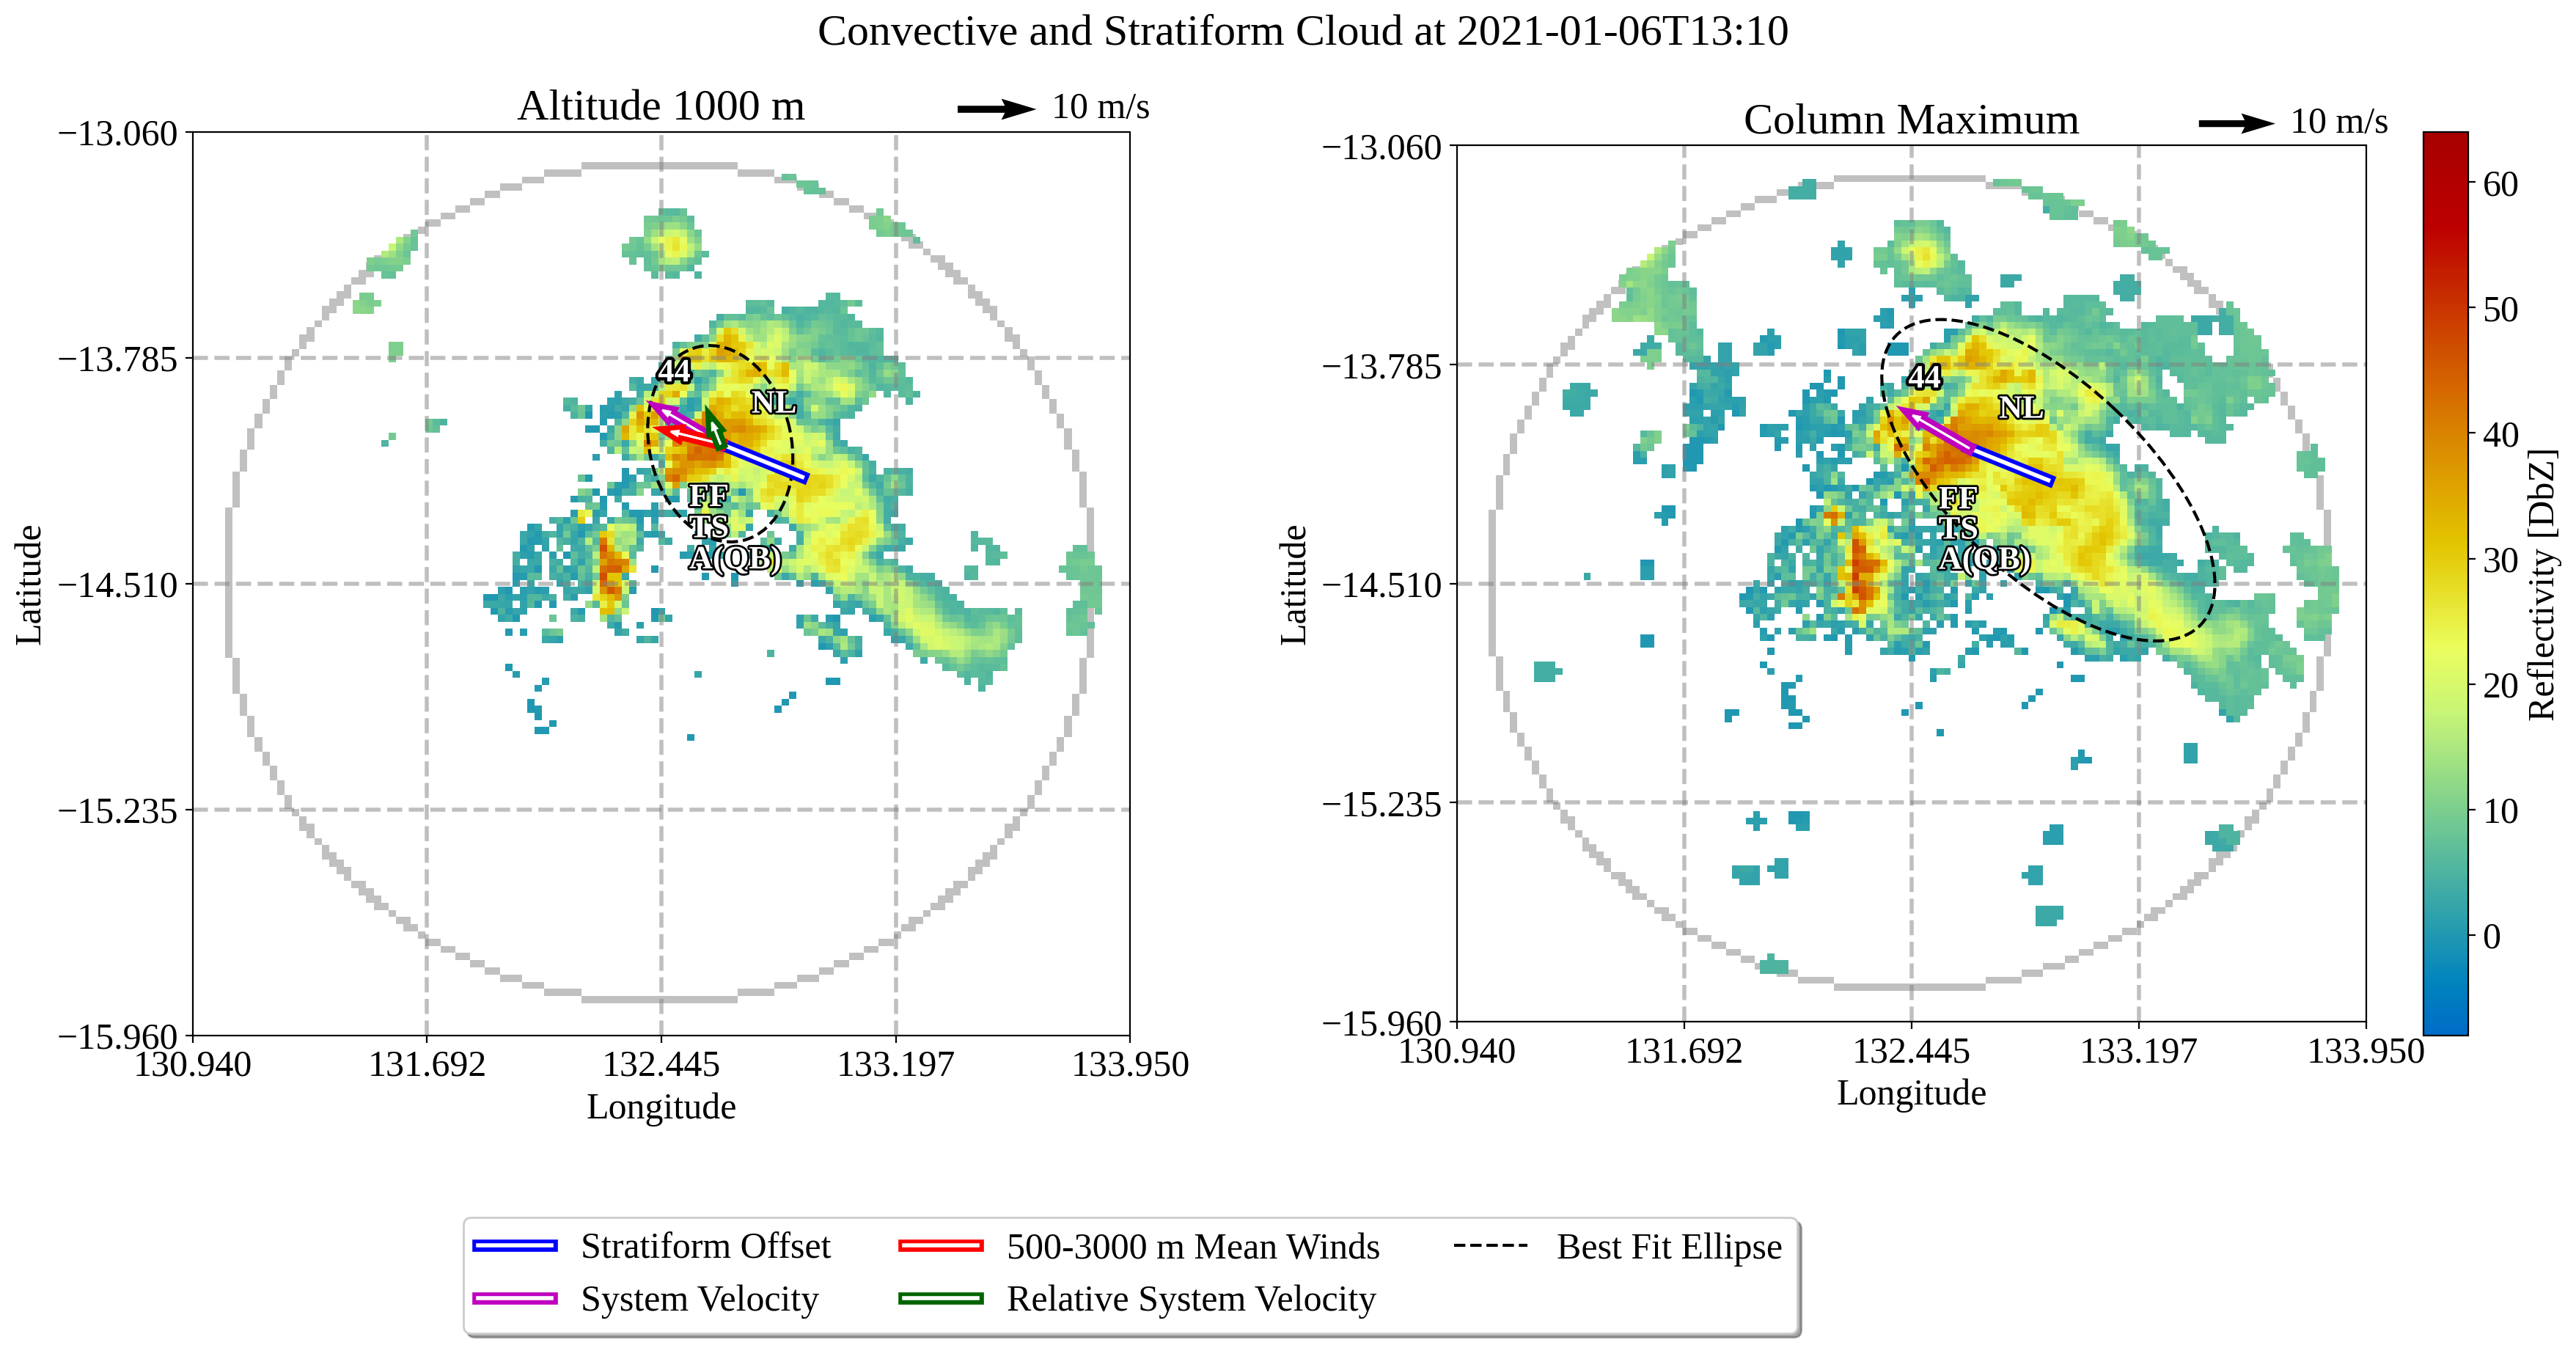 Convective and Stratiform Cloud at 2021-01-06T13:10
Altitude 1000 m
10 m/s
−13.060
−13.785
−14.510
−15.235
−15.960
130.940
131.692
132.445
133.197
133.950
Latitude
Longitude
44
NL
FF
TS
A(QB)
Column Maximum
10 m/s
−13.060
−13.785
−14.510
−15.235
−15.960
130.940
131.692
132.445
133.197
133.950
Latitude
Longitude
44
NL
FF
TS
A(QB)
60
50
40
30
20
10
0
Reflectivity [DbZ]
Stratiform Offset
System Velocity
500-3000 m Mean Winds
Relative System Velocity
Best Fit Ellipse